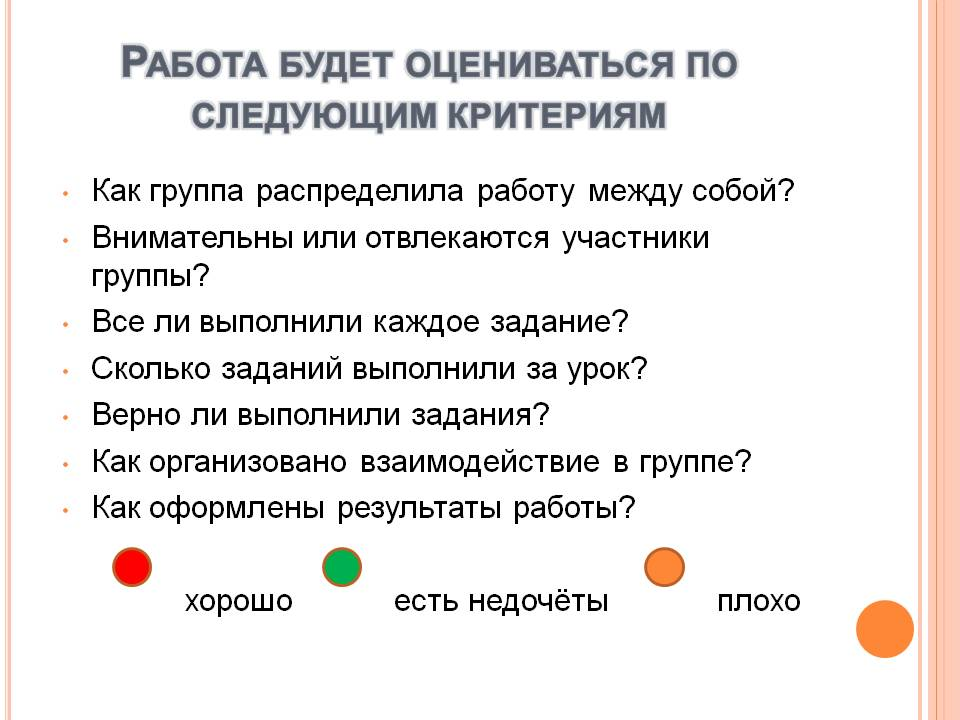 Работа будет оцениваться по
следующим критериям
• Как группа распределила работу между собой?
• Внимательны или отвлекаются участники
группы?
• Все ли выполнили каждое задание?
• Сколько заданий выполнили за урок?
• Верно ли выполнили задания?
• Как организовано взаимодействие в группе?
• Как оформлены результаты работы?
хорошо есть недочёты плохо